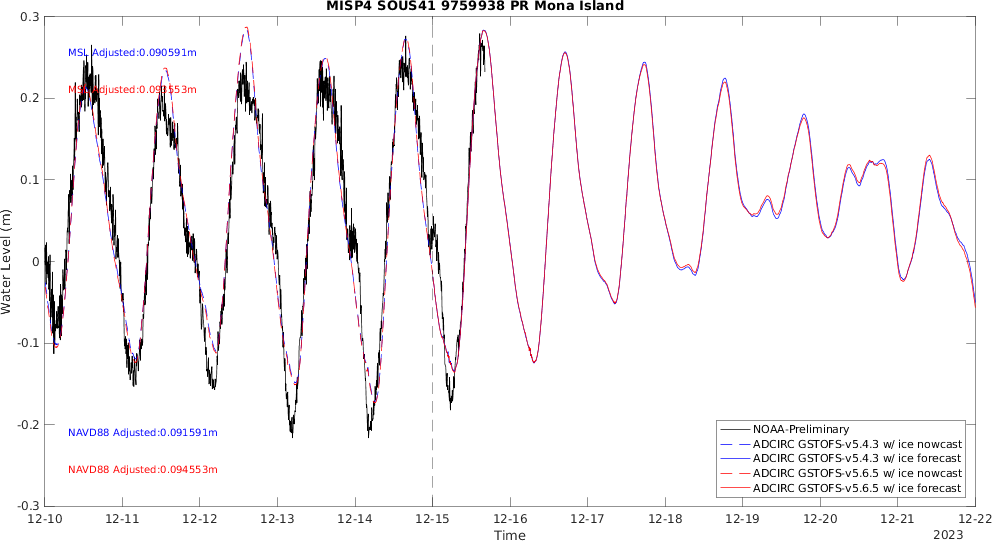 MISP4 SOUS41 9759938 PR Mona Island
0.3
0.2
0.1
0
-0.1
-0.2
-0.3
Water Level (m)
MSL Adjusted:0.090591m
MSL Adjusted:0.093553m
NAVD88 Adjusted:0.091591m
NAVD88 Adjusted:0.094553m
NOAA-Preliminary
ADCIRC GSTOFS-v5.4.3 w/ ice nowcast
ADCIRC GSTOFS-v5.4.3 w/ ice forecast
ADCIRC GSTOFS-v5.6.5 w/ ice nowcast
ADCIRC GSTOFS-v5.6.5 w/ ice forecast
12-10 12-11 12-12 12-13 12-14 12-15 12-16 12-17 12-18 12-19 12-20 12-21 12-22
Time
2023